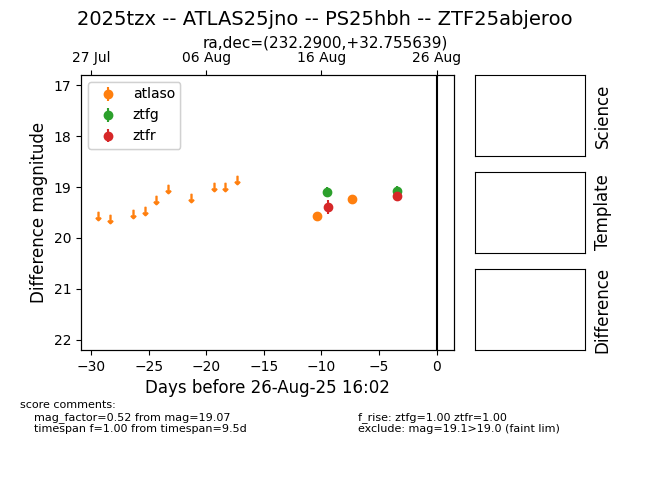 2025tzx -- ATLAS25jno -- PS25hbh -- ZTF25abjeroo
ra,dec=(232.2900,+32.755639)
27 Jul 06 Aug 16 Aug 26 Aug
17
18
19
20
21
22
Difference magnitude
atlaso
ztfg
ztfr
−30 −25 −20 −15 −10 −5 0
Days before 26-Aug-25 16:02
Science
Template
Difference
score comments:
mag_factor=0.52 from mag=19.07
timespan f=1.00 from timespan=9.5d
f_rise: ztfg=1.00 ztfr=1.00
exclude: mag=19.1>19.0 (faint lim)